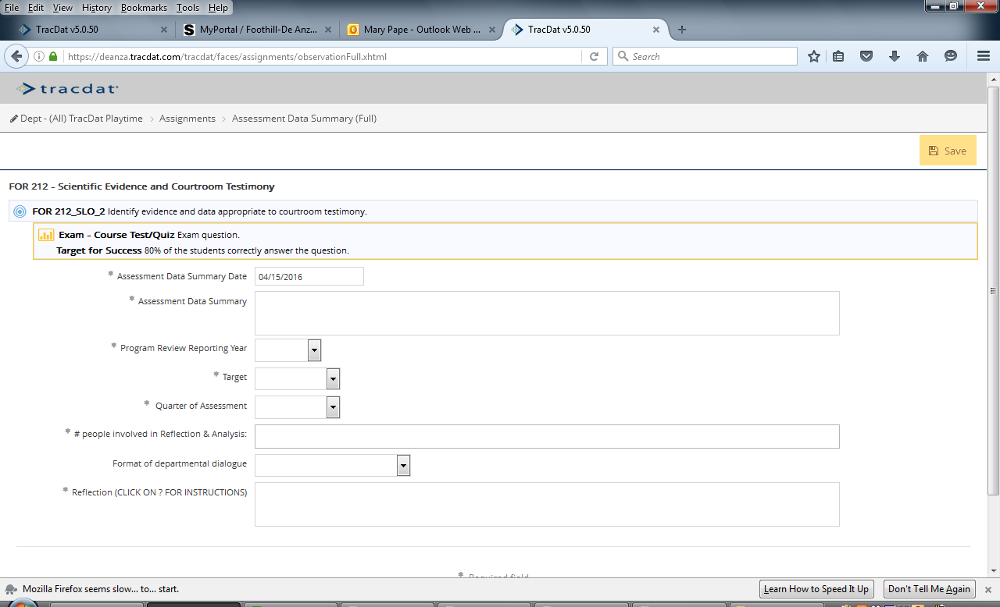 File Edit View History Bookmarks Tools Help
TracDat v5.0.50
MyPortal / Foothill-De Anz...
Mary Pape - Outlook Web ...
TracDat v5.0.50
https://deanza.tracdat.com/tracdat/faces/assignments/observationFull.xhtml
Search
tracdat
Dept - (All) TracDat Playtime > Assignments > Assessment Data Summary (Full)
Save
FOR 212 - Scientific Evidence and Courtroom Testimony
FOR 212_SLO_2 Identify evidence and data appropriate to courtroom testimony.
Exam - Course Test/Quiz Exam question.
Target for Success 80% of the students correctly answer the question.
* Assessment Data Summary Date 04/15/2016
* Assessment Data Summary
* Program Review Reporting Year
* Target
* Quarter of Assessment
* # people involved in Reflection & Analysis:
Format of departmental dialogue
* Reflection (CLICK ON ? FOR INSTRUCTIONS)
* Required field
Mozilla Firefox seems slow... to... start.
Learn How to Speed It Up
Don't Tell Me Again